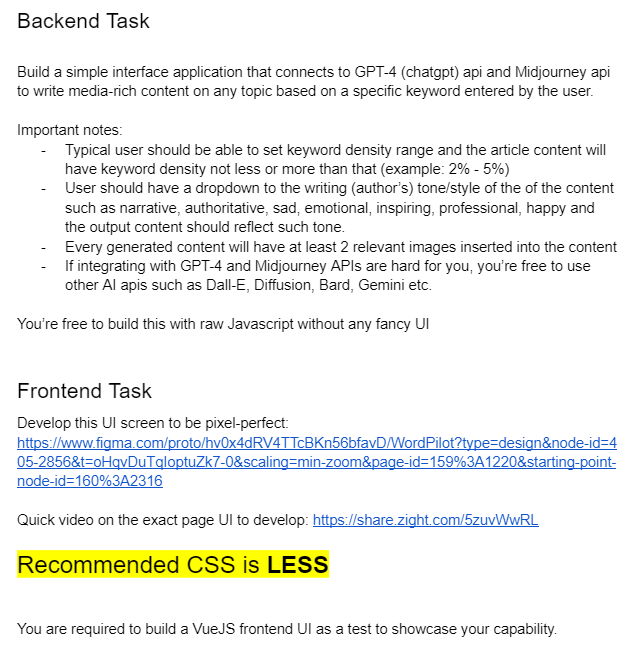 Backend Task
Build a simple interface application that connects to GPT-4 (chatgpt) api and Midjourney api
to write media-rich content on any topic based on a specific keyword entered by the user.
Important notes:
- Typical user should be able to set keyword density range and the article content will
have keyword density not less or more than that (example: 2% - 5%)
- User should have a dropdown to the writing (author's) tone/style of the of the content
such as narrative, authoritative, sad, emotional, inspiring, professional, happy and
the output content should reflect such tone.
- Every generated content will have at least 2 relevant images inserted into the content
- If integrating with GPT-4 and Midjourney APIs are hard for you, you're free to use
other AI apis such as Dall-E, Diffusion, Bard, Gemini etc.
You're free to build this with raw Javascript without any fancy UI
Frontend Task
Develop this UI screen to be pixel-perfect:
https://www.figma.com/proto/hv0x4dRV4TTcBKn56bfavD/WordPilot?type=design&node-id=4
05-2856&t=oHqvDuTqIoptuZk7-0&scaling=min-zoom&page-id=159%3A1220&starting-point-
node-id=160%3A2316
Quick video on the exact page UI to develop: https://share.zight.com/5zuvWwRL
Recommended CSS is LESS
You are required to build a VueJS frontend UI as a test to showcase your capability.